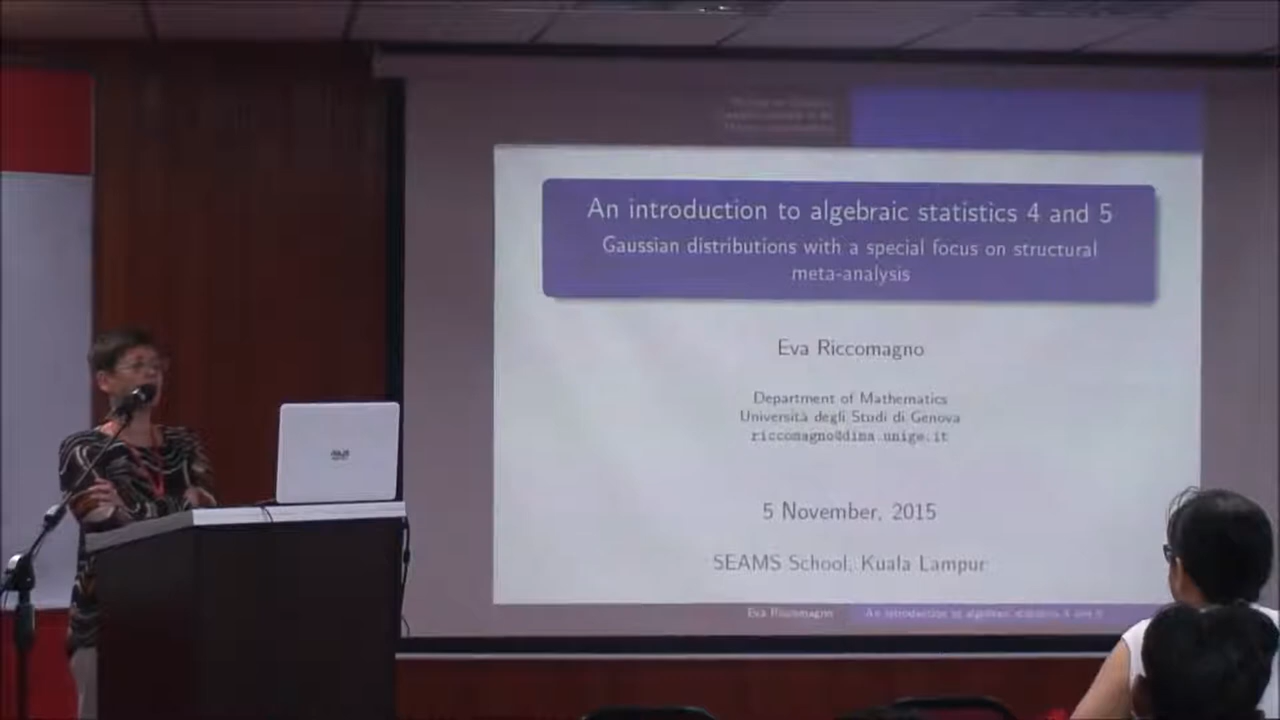 An introduction to algebraic statistics 4 and 5
Gaussian distributions with a special focus on structural
meta-analysis
Eva Riccomagno
Department of Mathematics
Università degli Studi di Genova
riccomagno@dima.unige.it
5 November, 2015
SEAMS School, Kuala Lampur
Eva Riccomagno
An introduction to algebraic statistics 4 and 5